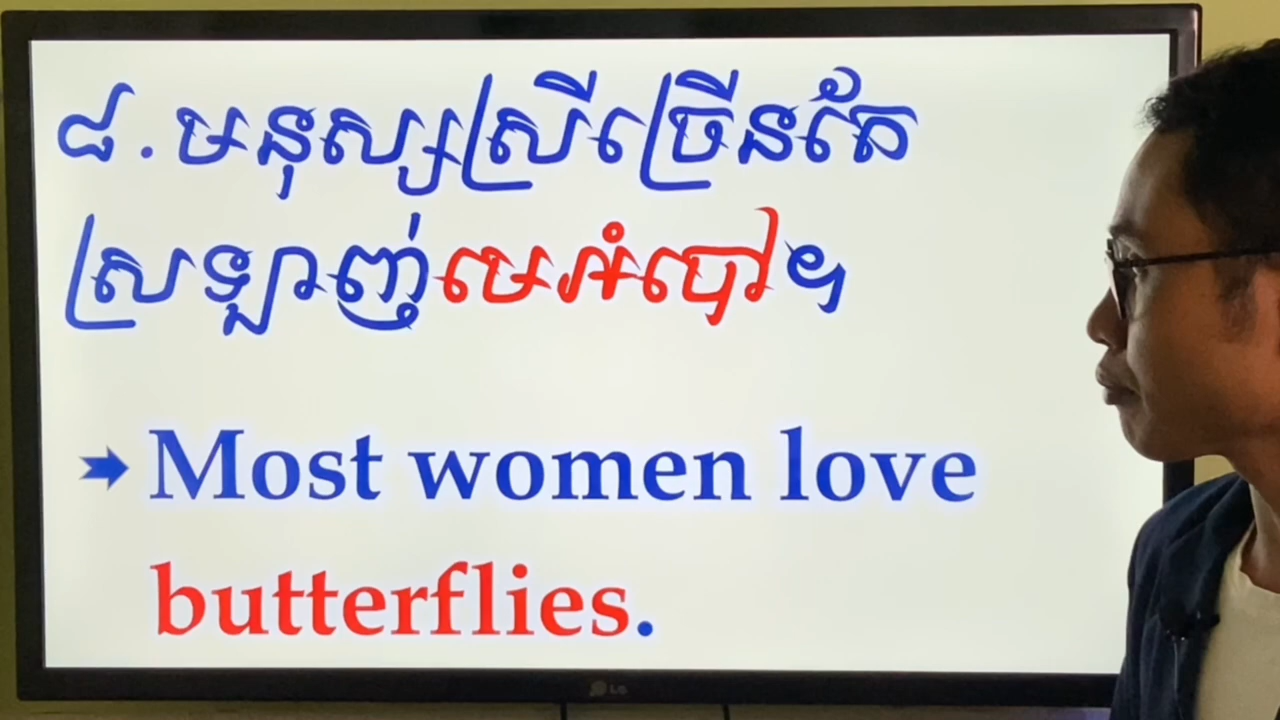 ៨.មនុស្សស្រីច្រើនតែ
ស្រឡាញ់មេអំបៅ៕
Most women love
butterflies.
LG